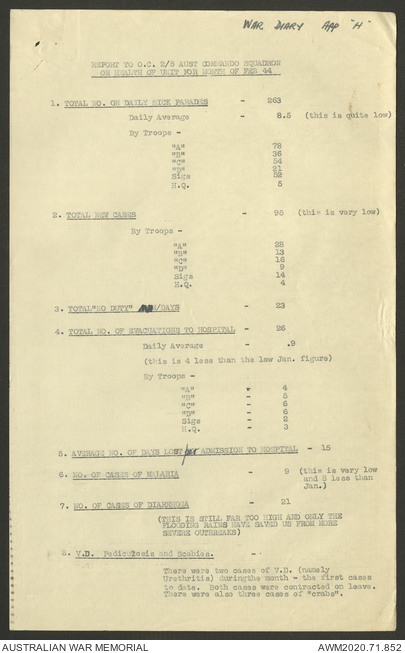 WAR DIARY APP "H"
REPORT TO O.C. 2/8 AUST COMMANDO SQUADRON
ON HEALTH OF UNIT FOR MONTH OF FEB 44
1. TOTAL NO. ON DAILY SICK PARADES - 263
Daily Average - 8.5 (this is quite low)
By Troops -
"A" 78
"B" 36
"C" 54
"D" 21
Sigs 52
H.Q. 5
2. TOTAL NEW CASES - 95 (this is very low)
By Troops -
"A" 28
"B" 13
"C" 16
"D" 9
Sigs 14
H.Q. 4
3. TOTAL "NO DUTY" /DAYS - 23
4. TOTAL NO. OF EVACUATIONS TO HOSPITAL - 26
Daily Average - .9
(this is 4 less than the low Jan. figure)
By Troops -
"A" - 4
"B" - 5
"C" - 6
"D" - 6
Sigs - 2
H.Q. - 3
5. AVERAGE NO. OF DAYS LOST per ADMISSION TO HOSPITAL - 15
6. NO. OF CASES OF MALARIA - 9 (this is very low
and 8 less than
Jan.)
7. NO. OF CASES OF DIARRHOEA - 21
(THIS IS STILL FAR TOO HIGH AND ONLY THE
FLOODING RAINS HAVE SAVED US FROM MORE
SEVERE OUTBREAKS)
8. V.D. Pediculosis and Scabies. - -
There were two cases of V.D. (namely
Urethritis) duringthe month - the first cases
to date. Both cases were contracted on leave.
There were also three cases of "crabs".
AUSTRALIAN WAR MEMORIAL AWM2020.71.852